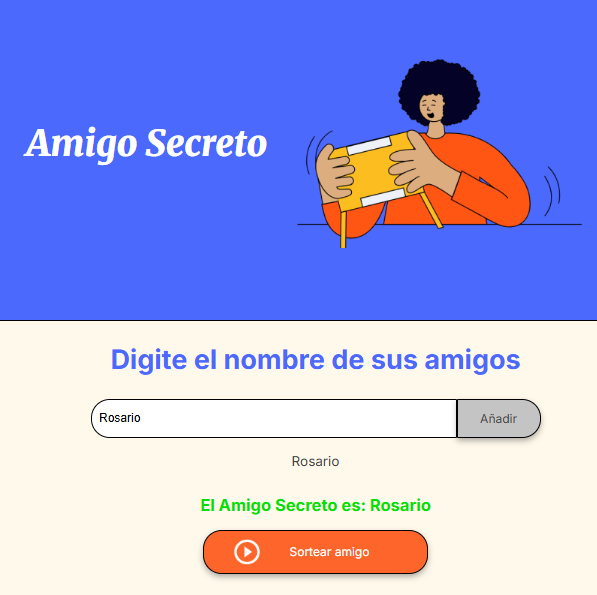 Amigo Secreto
Digite el nombre de sus amigos
Rosario
Añadir
Rosario
El Amigo Secreto es: Rosario
Sortear amigo